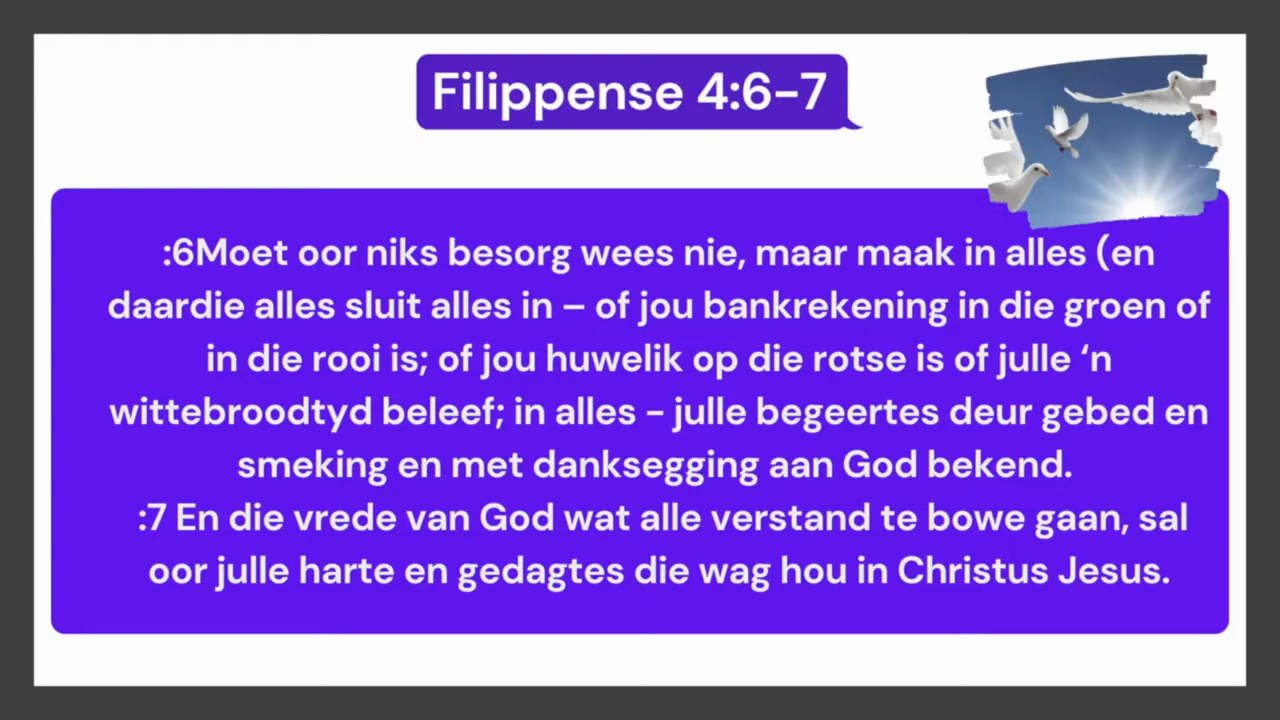 Filippense 4:6-7
:6Moet oor niks besorg wees nie, maar maak in alles (en
daardie alles sluit alles in – of jou bankrekening in die groen of
in die rooi is; of jou huwelik op die rotse is of julle ‘n
wittebroodtyd beleef; in alles - julle begeertes deur gebed en
smeking en met danksegging aan God bekend.
:7 En die vrede van God wat alle verstand te bowe gaan, sal
oor julle harte en gedagtes die wag hou in Christus Jesus.